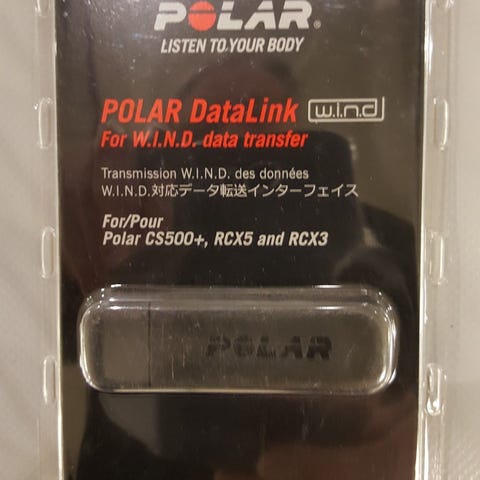 POLAR®
LISTEN TO YOUR BODY
POLAR DataLink w.i.n.d
For W.I.N.D. data transfer
Transmission W.I.N.D. des données
W.I.N.D.対応データ転送インターフェイス
For/Pour
Polar CS500+, RCX5 and RCX3
POLAR